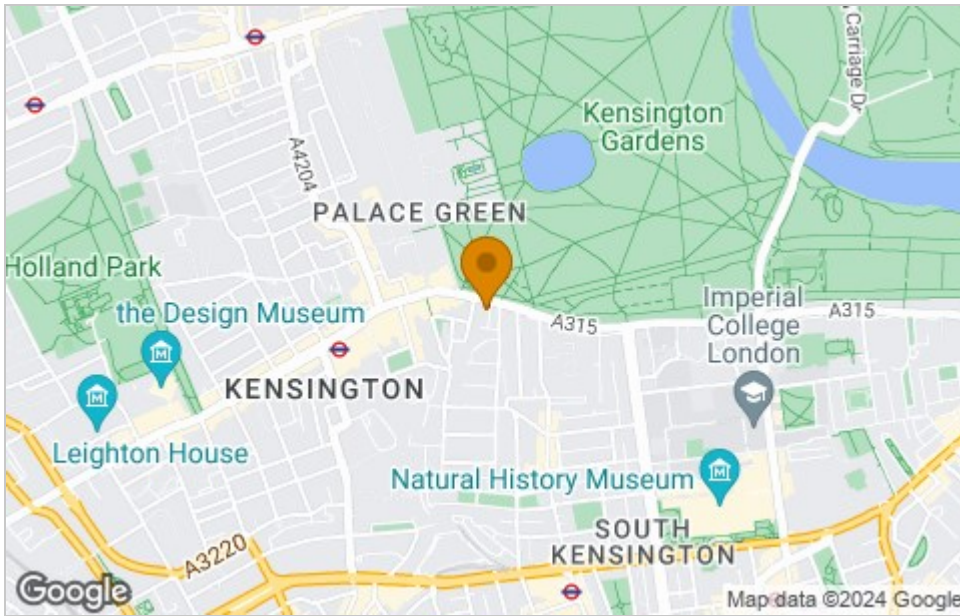 Carriage Dr
Kensington
Gardens
A4204
PALACE GREEN
Holland Park
the Design Museum
A315
Imperial
College
London
A315
KENSINGTON
Leighton House
Natural History Museum
SOUTH
KENSINGTON
A3220
Google
Map data ©2024 Google